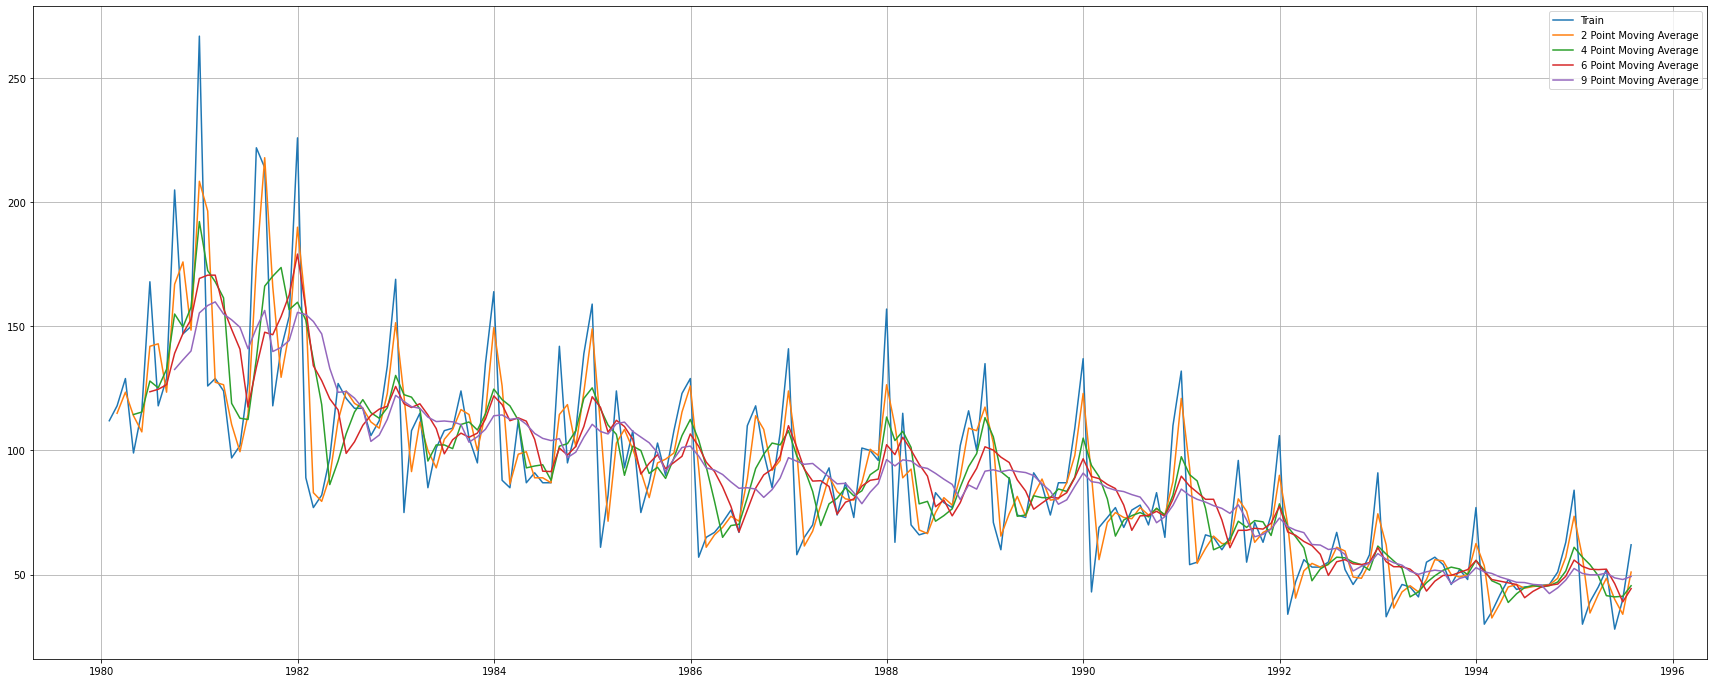 Train
2 Point Moving Average
4 Point Moving Average
6 Point Moving Average
9 Point Moving Average
250
200
150
100
50
1980 1982 1984 1986 1988 1990 1992 1994 1996